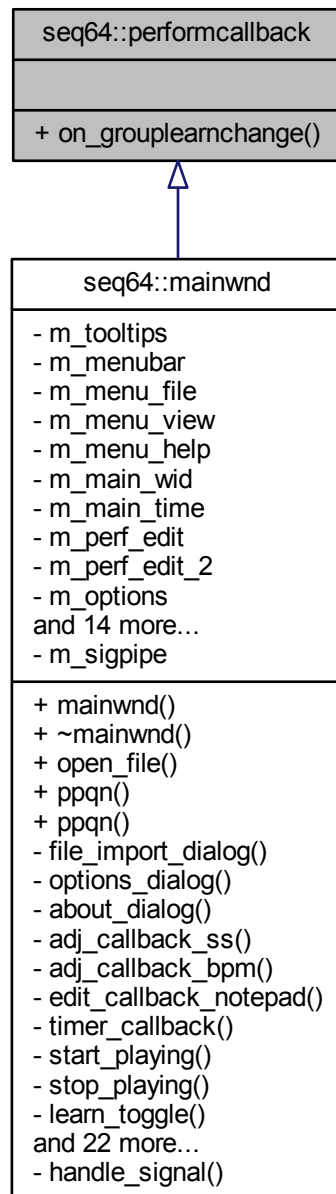 seq64::performcallback
+ on_grouplearnchange()
seq64::mainwnd
- m_tooltips
- m_menubar
- m_menu_file
- m_menu_view
- m_menu_help
- m_main_wid
- m_main_time
- m_perf_edit
- m_perf_edit_2
- m_options
and 14 more...
- m_sigpipe
+ mainwnd()
+ ~mainwnd()
+ open_file()
+ ppqn()
+ ppqn()
- file_import_dialog()
- options_dialog()
- about_dialog()
- adj_callback_ss()
- adj_callback_bpm()
- edit_callback_notepad()
- timer_callback()
- start_playing()
- stop_playing()
- learn_toggle()
and 22 more...
- handle_signal()